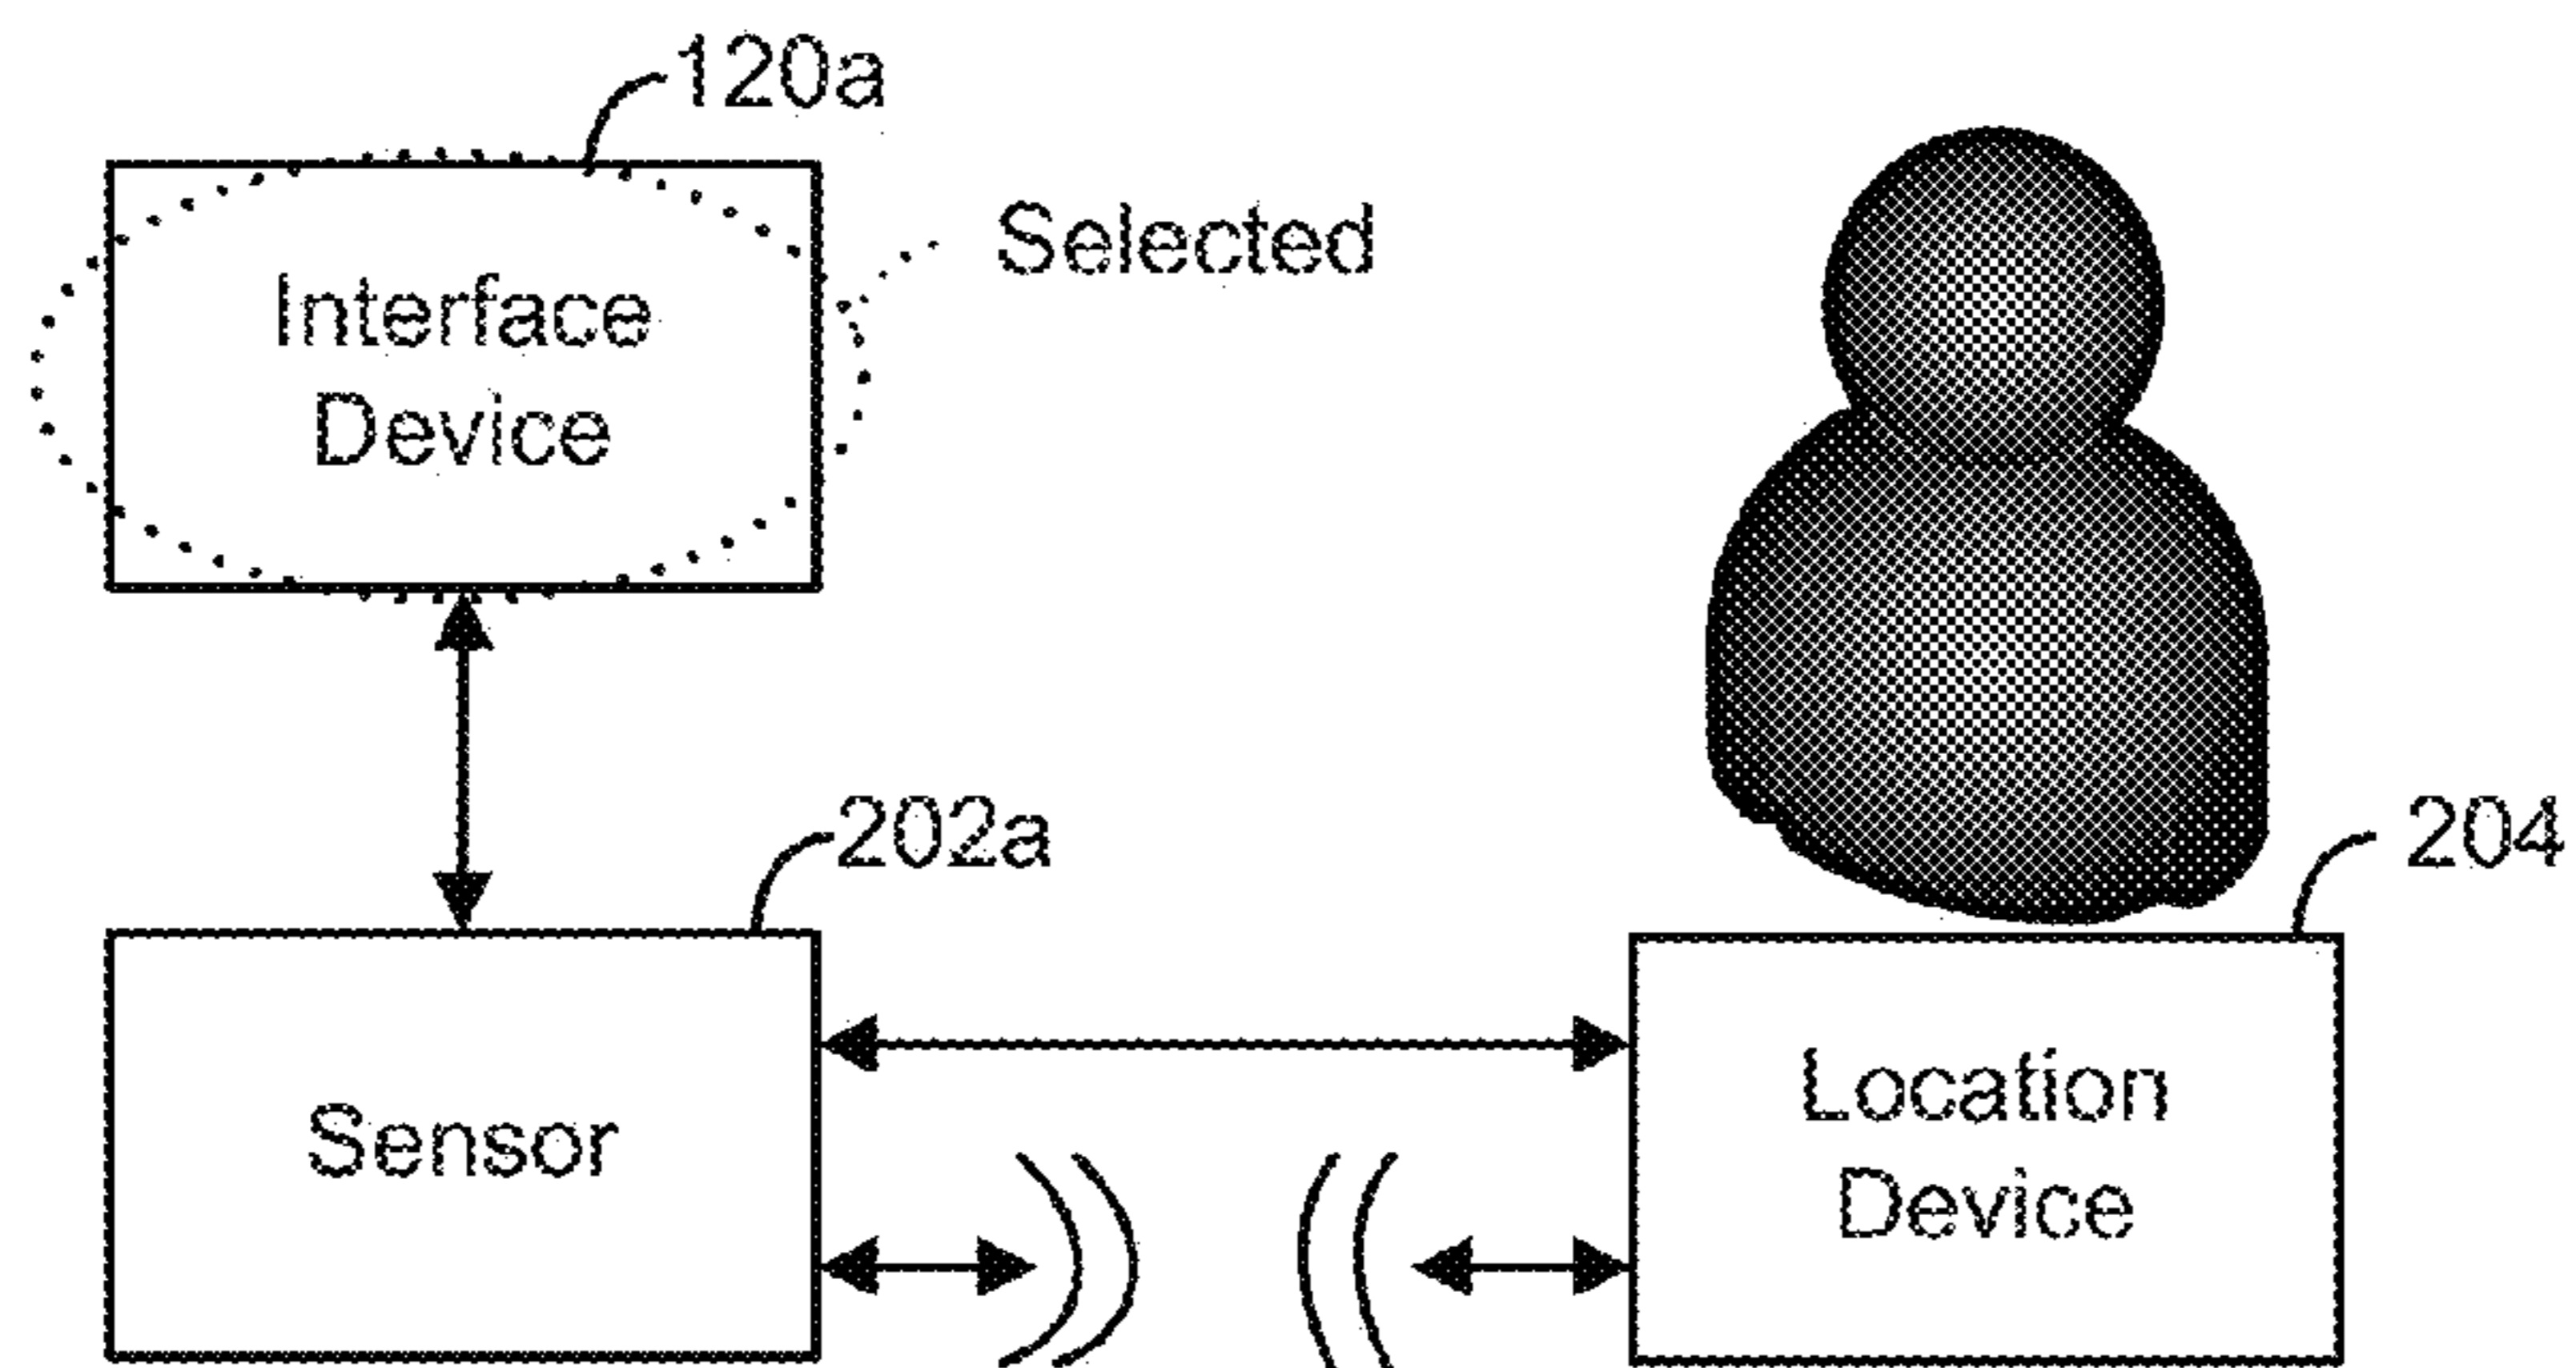 120a
Selected
Interface
Device
202a
204
Sensor
Location
Device